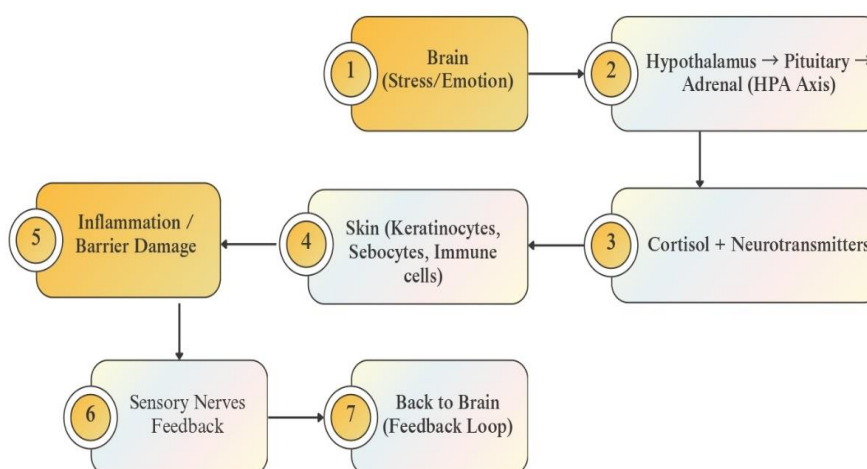 1
Brain
(Stress/Emotion)
2
Hypothalamus → Pituitary →
Adrenal (HPA Axis)
3
Cortisol + Neurotransmitters
4
Skin (Keratinocytes,
Sebocytes, Immune
cells)
5
Inflammation /
Barrier Damage
6
Sensory Nerves
Feedback
7
Back to Brain
(Feedback Loop)